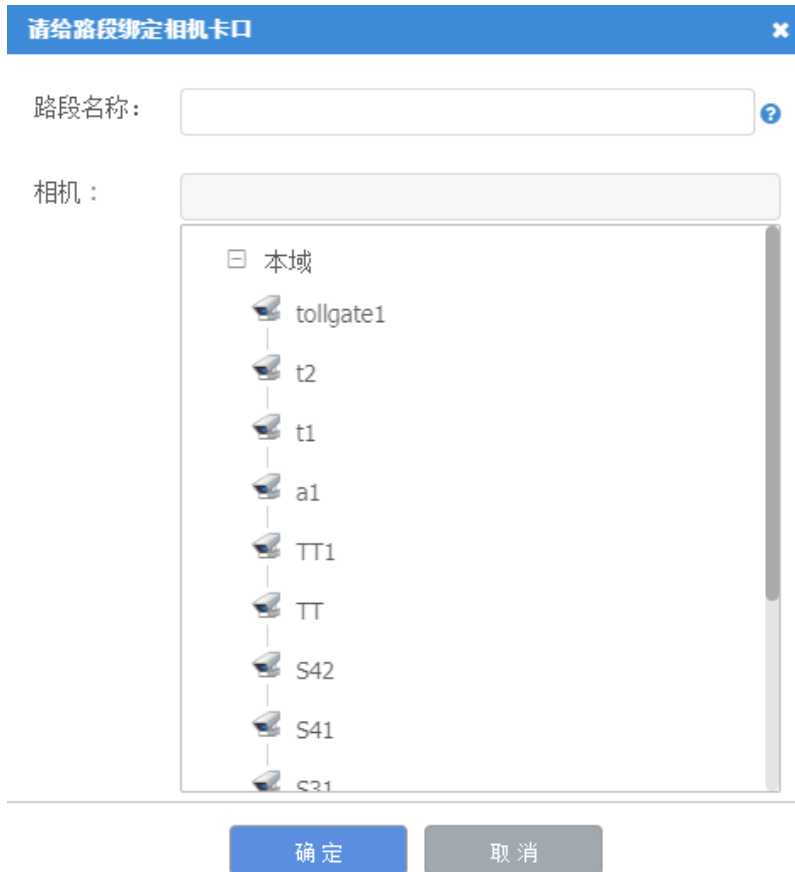 请给路段绑定相机卡口
路段名称：
相机：
本域
tollgate1
t2
t1
a1
TT1
TT
S42
S41
S31
确定
取消